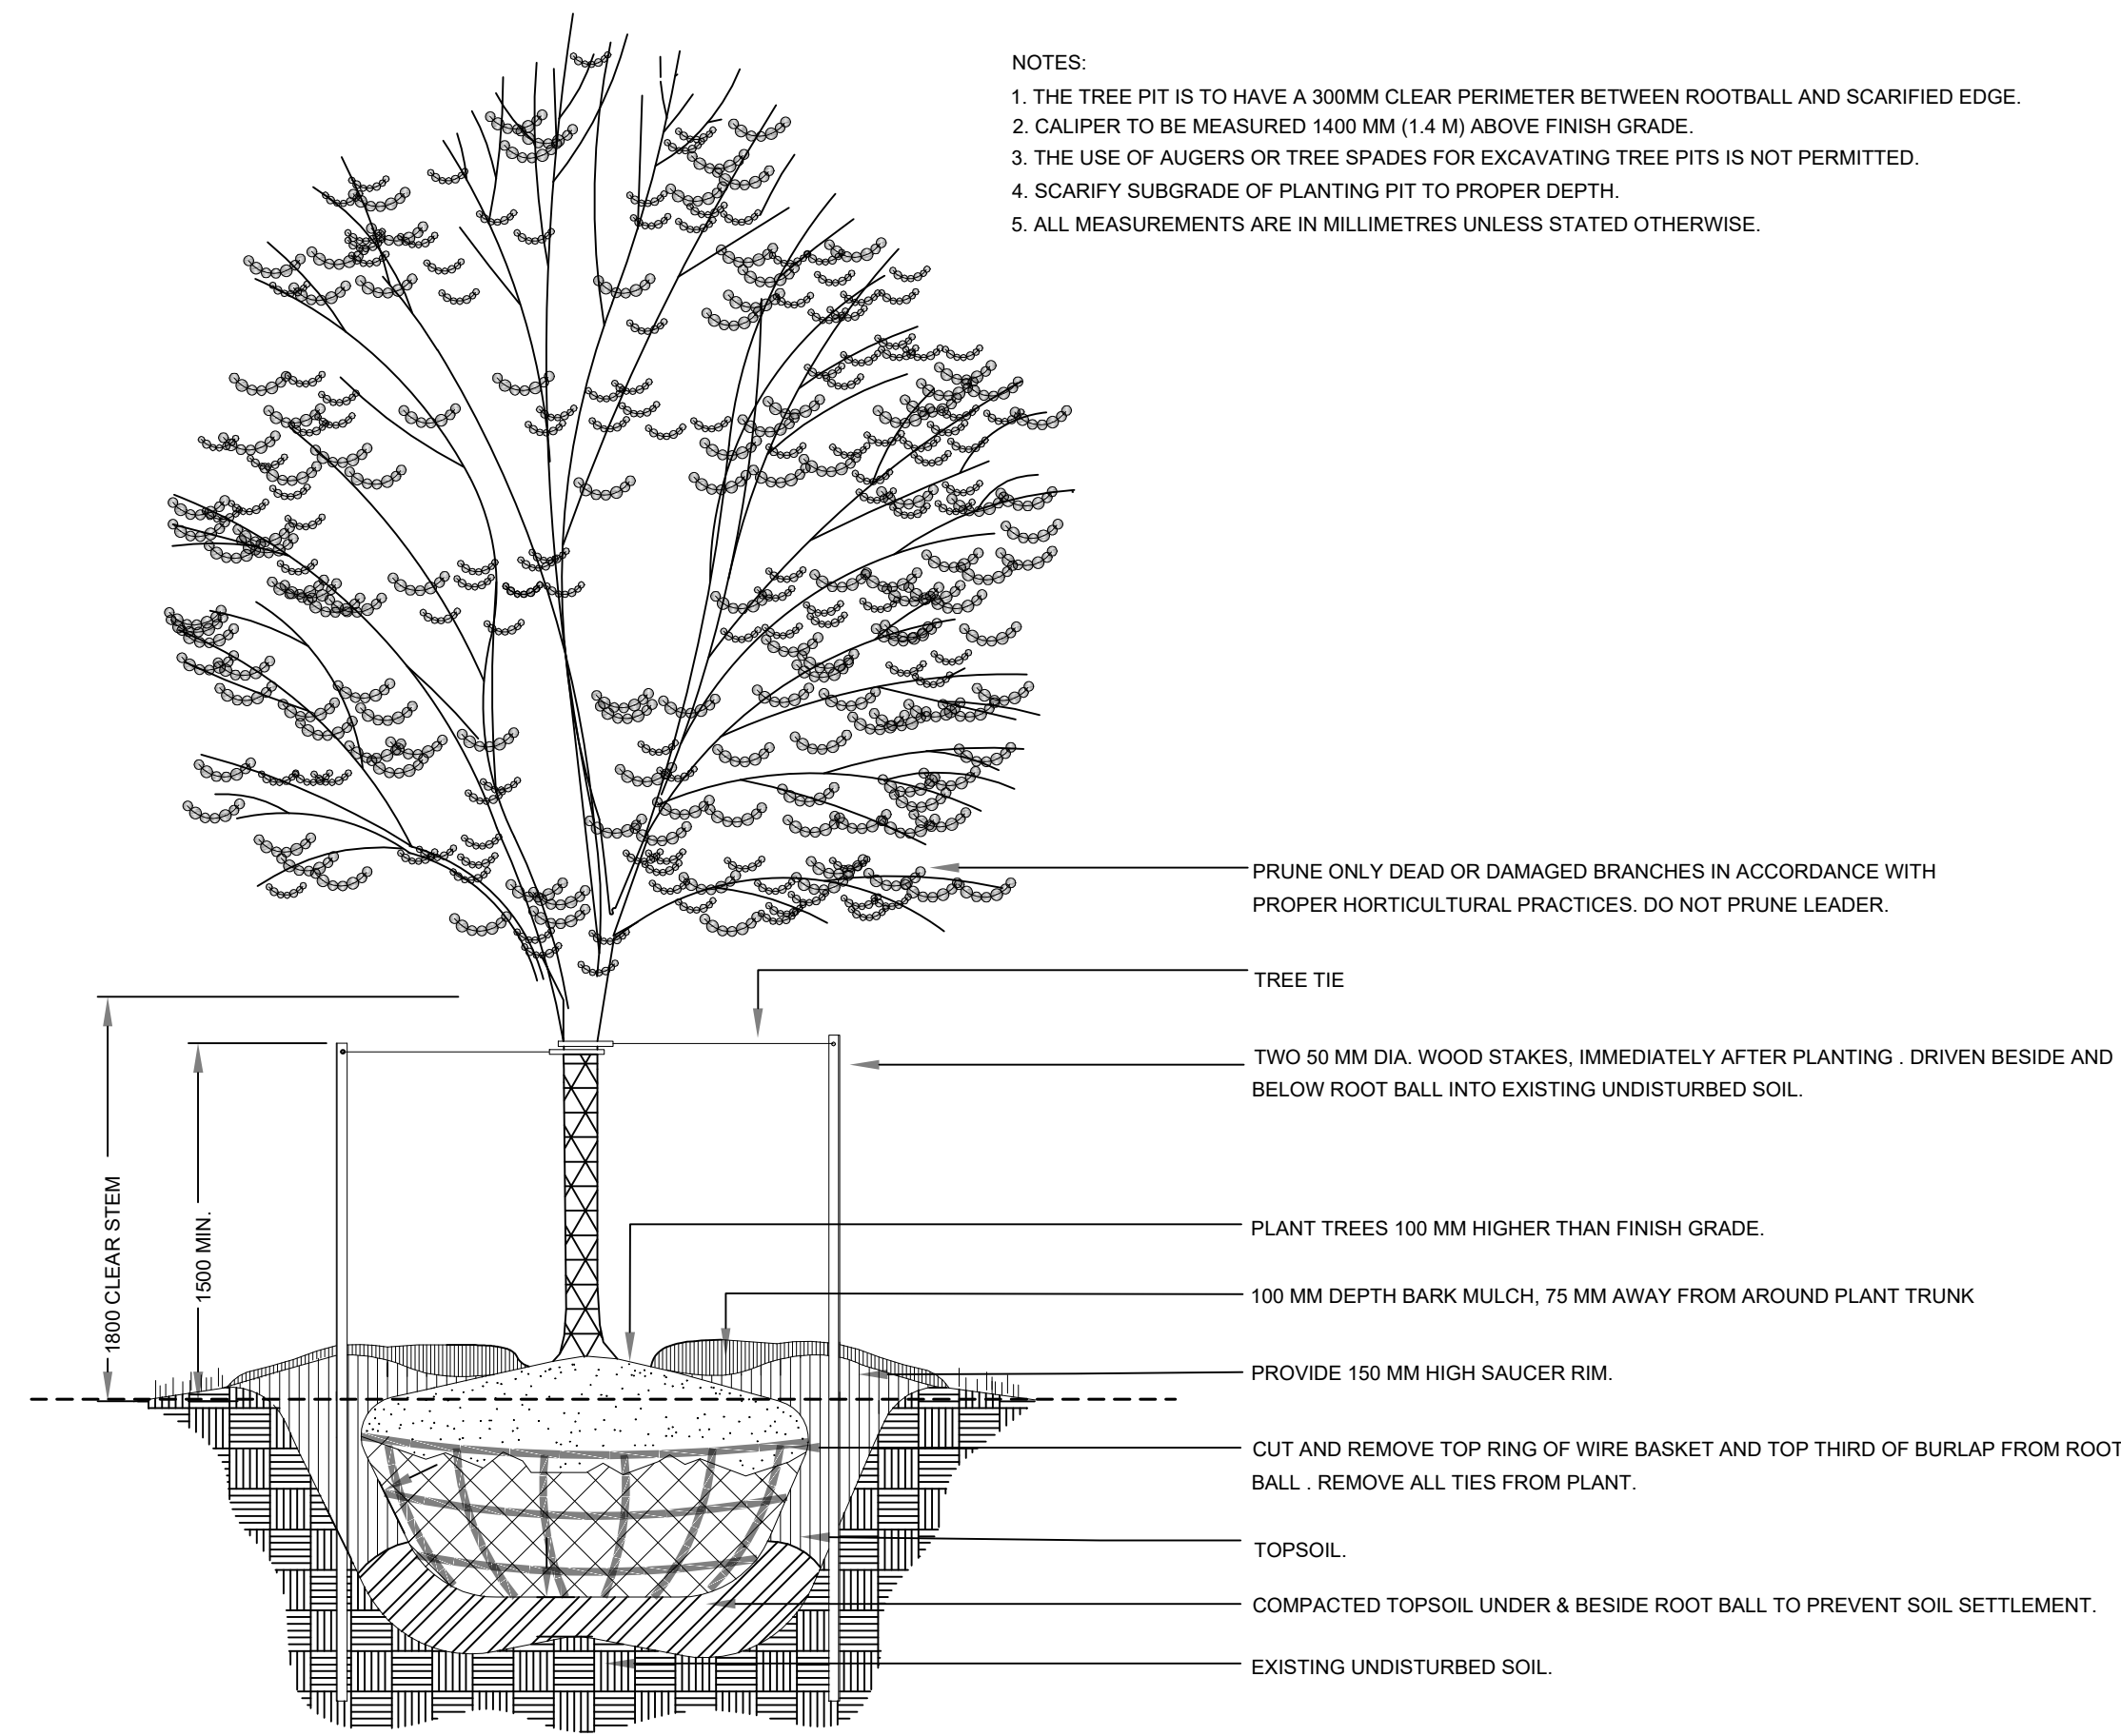 NOTES:
1. THE TREE PIT IS TO HAVE A 300MM CLEAR PERIMETER BETWEEN ROOTBALL AND SCARIFIED EDGE.
2. CALIPER TO BE MEASURED 1400 MM (1.4 M) ABOVE FINISH GRADE.
3. THE USE OF AUGERS OR TREE SPADES FOR EXCAVATING TREE PITS IS NOT PERMITTED.
4. SCARIFY SUBGRADE OF PLANTING PIT TO PROPER DEPTH.
5. ALL MEASUREMENTS ARE IN MILLIMETRES UNLESS STATED OTHERWISE.
PRUNE ONLY DEAD OR DAMAGED BRANCHES IN ACCORDANCE WITH
PROPER HORTICULTURAL PRACTICES. DO NOT PRUNE LEADER.
TREE TIE
TWO 50 MM DIA. WOOD STAKES, IMMEDIATELY AFTER PLANTING . DRIVEN BESIDE AND
BELOW ROOT BALL INTO EXISTING UNDISTURBED SOIL.
1800 CLEAR STEM
1500 MIN.
PLANT TREES 100 MM HIGHER THAN FINISH GRADE.
100 MM DEPTH BARK MULCH, 75 MM AWAY FROM AROUND PLANT TRUNK
PROVIDE 150 MM HIGH SAUCER RIM.
CUT AND REMOVE TOP RING OF WIRE BASKET AND TOP THIRD OF BURLAP FROM ROOT
BALL . REMOVE ALL TIES FROM PLANT.
TOPSOIL.
COMPACTED TOPSOIL UNDER & BESIDE ROOT BALL TO PREVENT SOIL SETTLEMENT.
EXISTING UNDISTURBED SOIL.